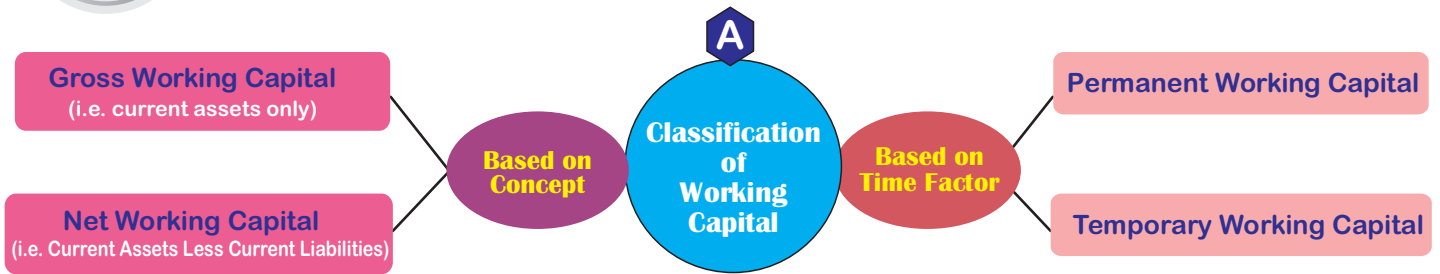 A
Classification
of
Working
Capital
Based on
Concept
Gross Working Capital
(i.e. current assets only)
Net Working Capital
(i.e. Current Assets Less Current Liabilities)
Based on
Time Factor
Permanent Working Capital
Temporary Working Capital